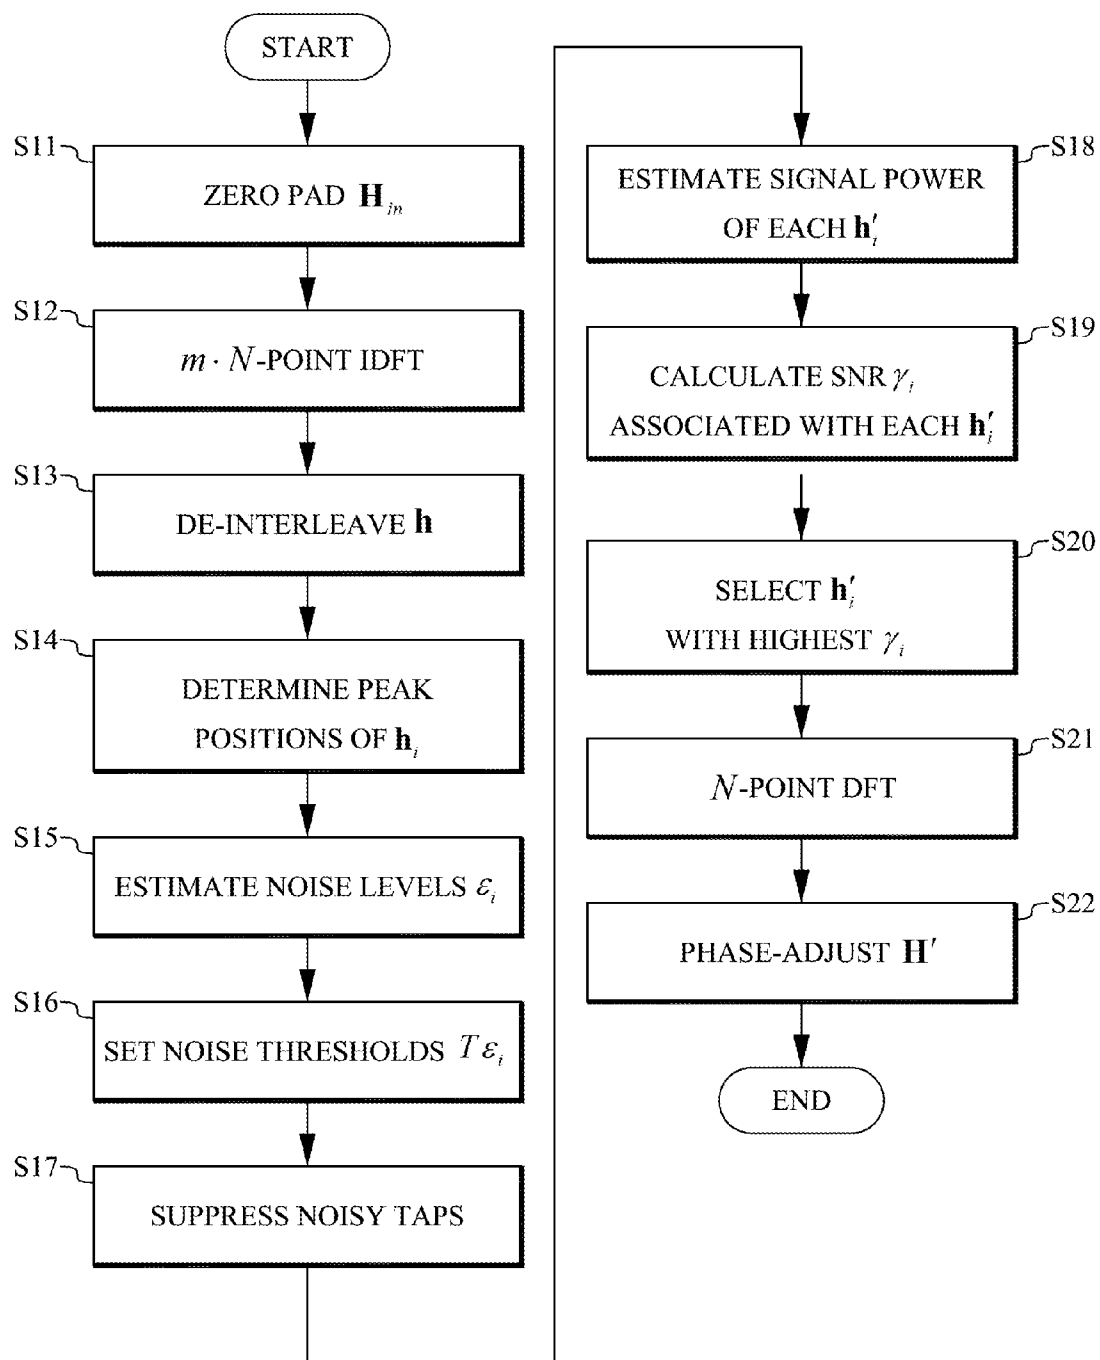 START
S11
ZERO PAD H_in
S12
m · N-POINT IDFT
S13
DE-INTERLEAVE h
S14
DETERMINE PEAK
POSITIONS OF h_i
S15
ESTIMATE NOISE LEVELS ε_i
S16
SET NOISE THRESHOLDS Tε_i
S17
SUPPRESS NOISY TAPS
S18
ESTIMATE SIGNAL POWER
OF EACH h′_i
S19
CALCULATE SNR γ_i
ASSOCIATED WITH EACH h′_i
S20
SELECT h′_i
WITH HIGHEST γ_i
S21
N-POINT DFT
S22
PHASE-ADJUST H′
END